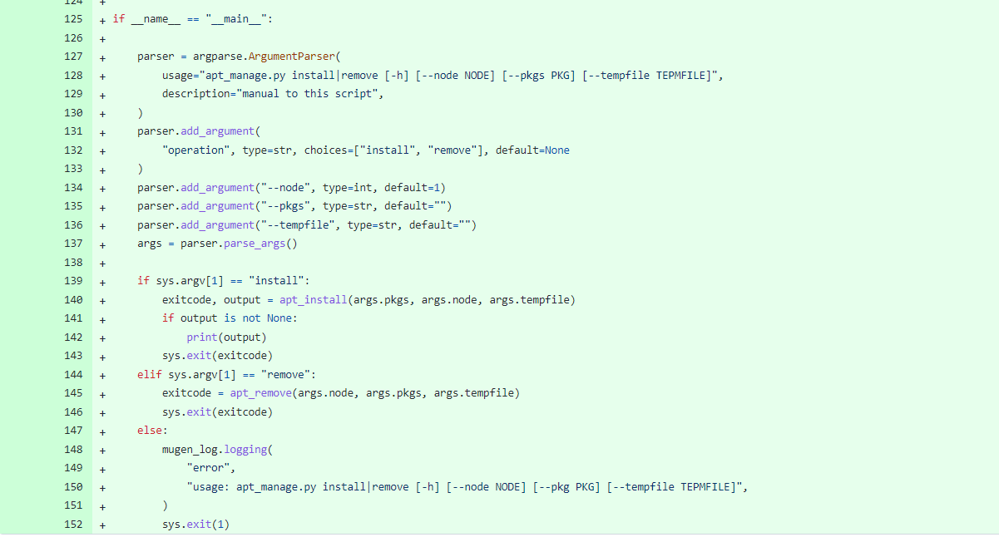 124 +
125 + if __name__ == "__main__":
126 +
127 + parser = argparse.ArgumentParser(
128 + usage="apt_manage.py install|remove [-h] [--node NODE] [--pkgs PKG] [--tempfile TEPMFILE]",
129 + description="manual to this script",
130 + )
131 + parser.add_argument(
132 + "operation", type=str, choices=["install", "remove"], default=None
133 + )
134 + parser.add_argument("--node", type=int, default=1)
135 + parser.add_argument("--pkgs", type=str, default="")
136 + parser.add_argument("--tempfile", type=str, default="")
137 + args = parser.parse_args()
138 +
139 + if sys.argv[1] == "install":
140 + exitcode, output = apt_install(args.pkgs, args.node, args.tempfile)
141 + if output is not None:
142 + print(output)
143 + sys.exit(exitcode)
144 + elif sys.argv[1] == "remove":
145 + exitcode = apt_remove(args.node, args.pkgs, args.tempfile)
146 + sys.exit(exitcode)
147 + else:
148 + mugen_log.logging(
149 + "error",
150 + "usage: apt_manage.py install|remove [-h] [--node NODE] [--pkg PKG] [--tempfile TEPMFILE]",
151 + )
152 + sys.exit(1)